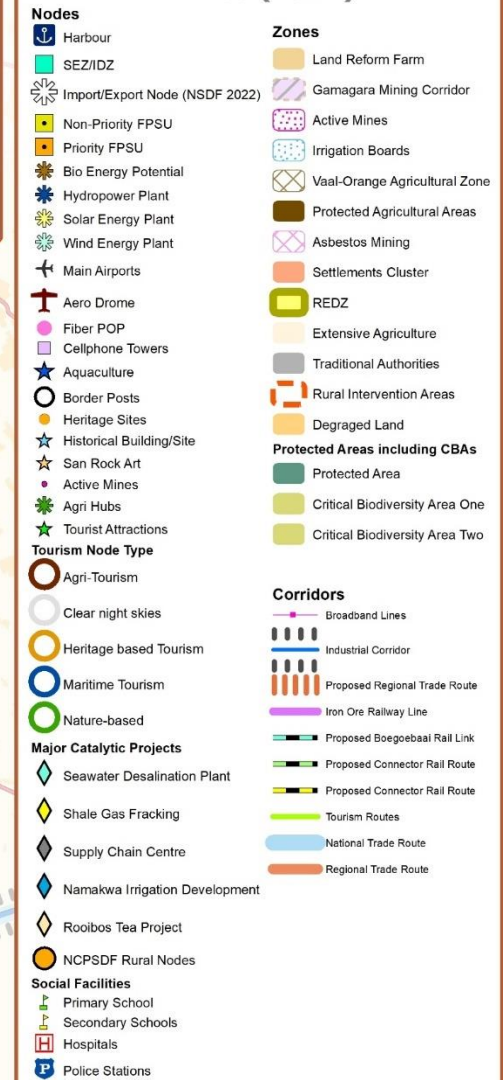 Nodes
Harbour
SEZ/IDZ
Import/Export Node (NSDF 2022)
Non-Priority FPSU
Priority FPSU
Bio Energy Potential
Hydropower Plant
Solar Energy Plant
Wind Energy Plant
Main Airports
Aero Drome
Fiber POP
Cellphone Towers
Aquaculture
Border Posts
Heritage Sites
Historical Building/Site
San Rock Art
Active Mines
Agri Hubs
Tourist Attractions
Tourism Node Type
Agri-Tourism
Clear night skies
Heritage based Tourism
Maritime Tourism
Nature-based
Major Catalytic Projects
Seawater Desalination Plant
Shale Gas Fracking
Supply Chain Centre
Namakwa Irrigation Development
Rooibos Tea Project
NCPSDF Rural Nodes
Social Facilities
Primary School
Secondary Schools
H Hospitals
P Police Stations
Zones
Land Reform Farm
Gamagara Mining Corridor
Active Mines
Irrigation Boards
Vaal-Orange Agricultural Zone
Protected Agricultural Areas
Asbestos Mining
Settlements Cluster
REDZ
Extensive Agriculture
Traditional Authorities
Rural Intervention Areas
Degraged Land
Protected Areas including CBAs
Protected Area
Critical Biodiversity Area One
Critical Biodiversity Area Two
Corridors
Broadband Lines
Industrial Corridor
Proposed Regional Trade Route
Iron Ore Railway Line
Proposed Boegoebaai Rail Link
Proposed Connector Rail Route
Proposed Connector Rail Route
Tourism Routes
National Trade Route
Regional Trade Route